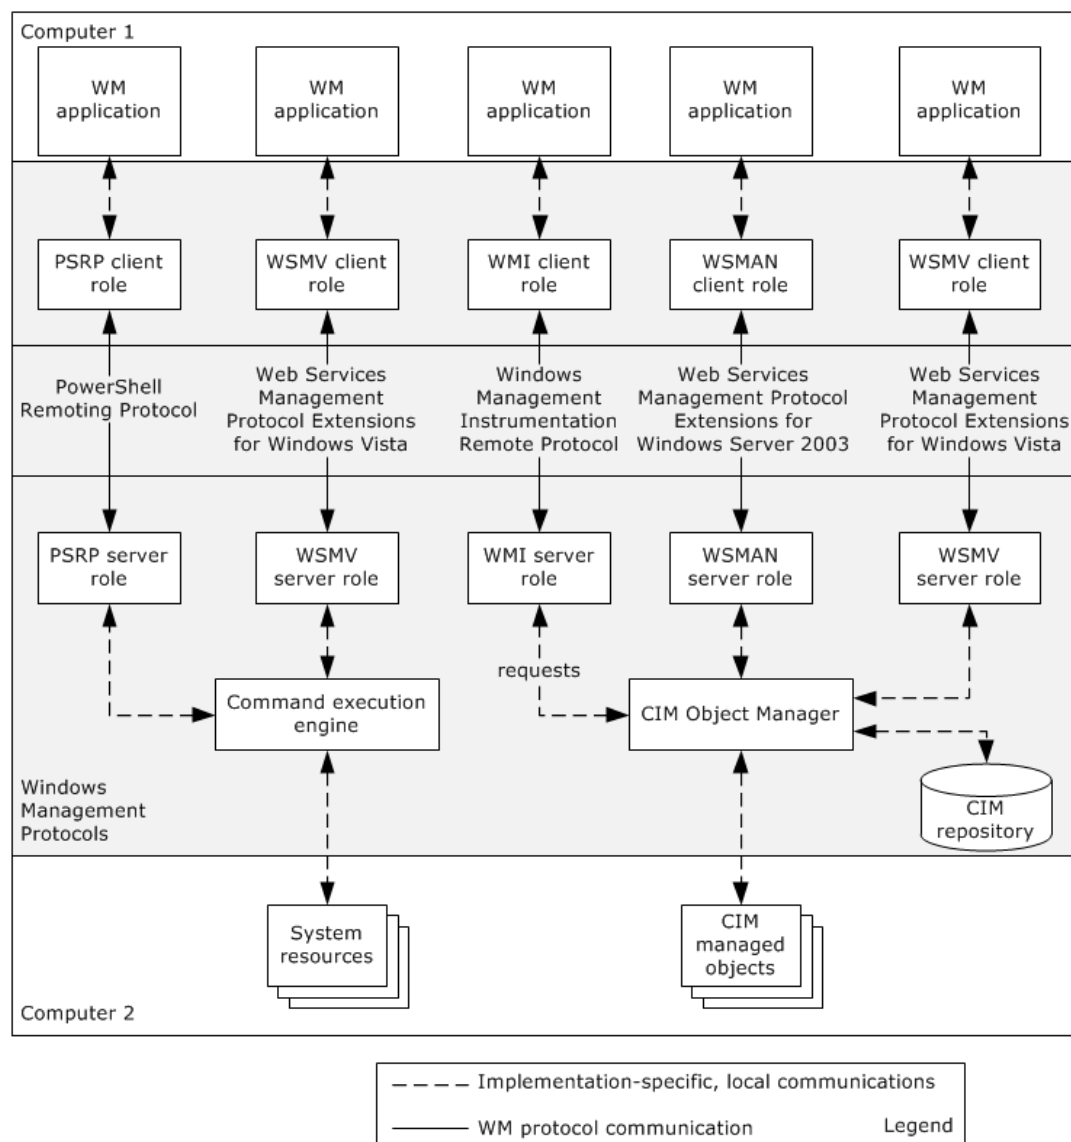 Computer 1
WM
application
WM
application
WM
application
WM
application
WM
application
PSRP client
role
WSMV client
role
WMI client
role
WSMAN
client role
WSMV client
role
PowerShell
Remoting Protocol
Web Services
Management
Protocol Extensions
for Windows Vista
Windows
Management
Instrumentation
Remote Protocol
Web Services
Management Protocol
Extensions for
Windows Server 2003
Web Services
Management
Protocol Extensions
for Windows Vista
PSRP server
role
WSMV
server role
WMI server
role
WSMAN
server role
WSMV
server role
requests
Command execution
engine
CIM Object Manager
Windows
Management
Protocols
CIM
repository
System
resources
CIM
managed
objects
Computer 2
Implementation-specific, local communications
WM protocol communication
Legend